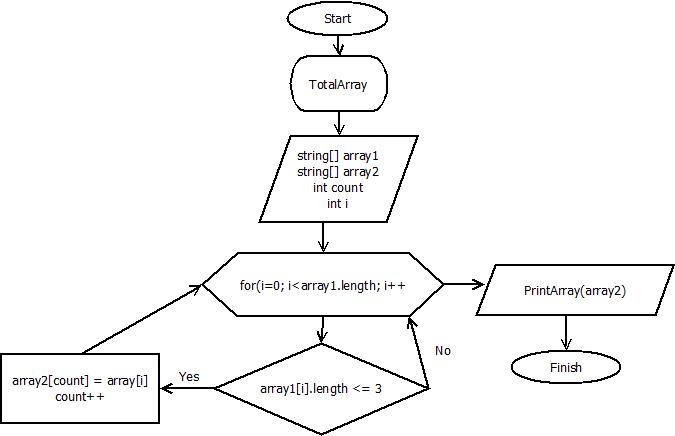 Start
TotalArray
string[] array1
string[] array2
int count
int i
for(i=0; i<array1.length; i++
PrintArray(array2)
No
Finish
Yes
array2[count] = array[i]
count++
array1[i].length <= 3